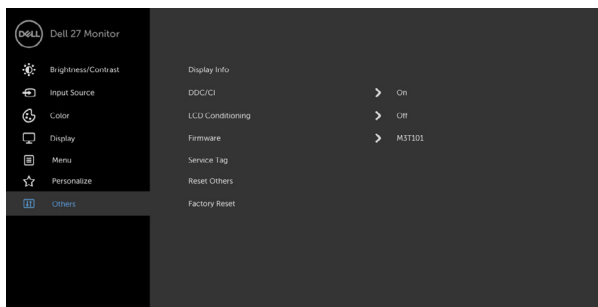 DELL Dell 27 Monitor
Brightness/Contrast Display Info
Input Source DDC/CI On
Color LCD Conditioning Off
Display Firmware M3T101
Menu Service Tag
Personalize Reset Others
Others Factory Reset